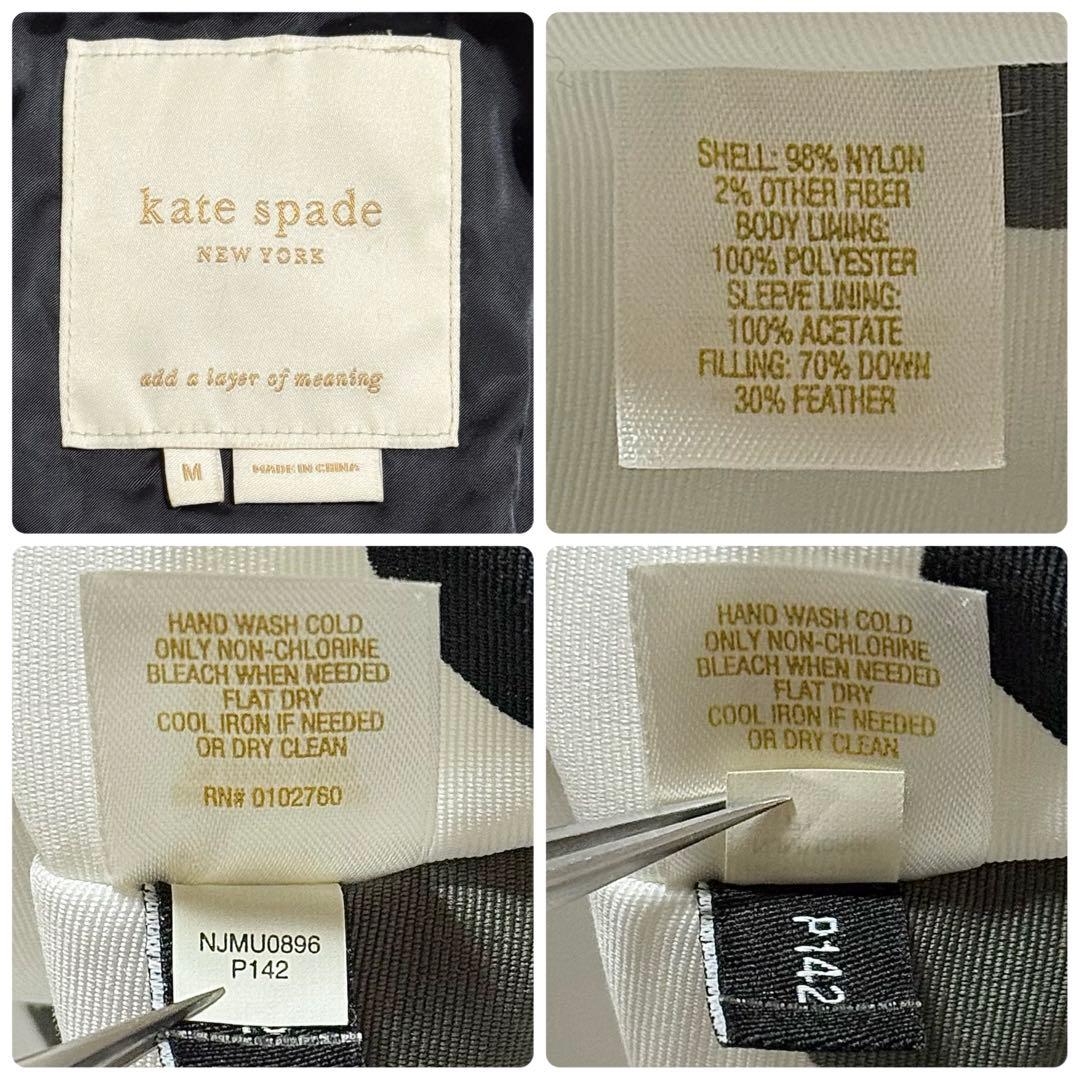 kate spade
NEW YORK
add a layer of meaning
M
MADE IN CHINA
SHELL: 98% NYLON
2% OTHER FIBER
BODY LINING:
100% POLYESTER
SLEEVE LINING:
100% ACETATE
FILLING: 70% DOWN
30% FEATHER
HAND WASH COLD
ONLY NON-CHLORINE
BLEACH WHEN NEEDED
FLAT DRY
COOL IRON IF NEEDED
OR DRY CLEAN
RN# 0102760
NJMU0896
P142
HAND WASH COLD
ONLY NON-CHLORINE
BLEACH WHEN NEEDED
FLAT DRY
COOL IRON IF NEEDED
OR DRY CLEAN
P142